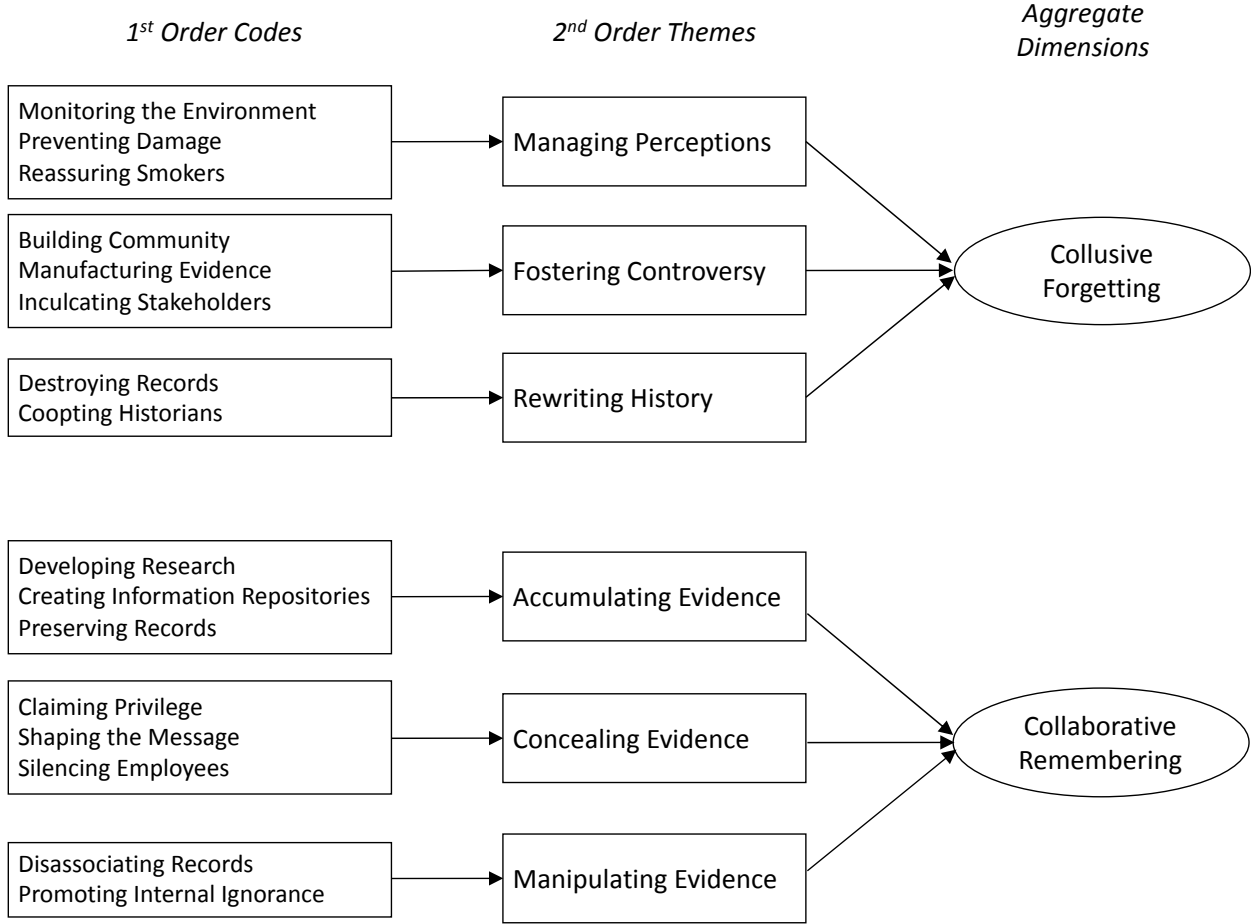 1st Order Codes
2nd Order Themes
Aggregate
Dimensions
Monitoring the Environment
Preventing Damage
Reassuring Smokers
Managing Perceptions
Building Community
Manufacturing Evidence
Inculcating Stakeholders
Fostering Controversy
Collusive
Forgetting
Destroying Records
Coopting Historians
Rewriting History
Developing Research
Creating Information Repositories
Preserving Records
Accumulating Evidence
Claiming Privilege
Shaping the Message
Silencing Employees
Concealing Evidence
Collaborative
Remembering
Disassociating Records
Promoting Internal Ignorance
Manipulating Evidence